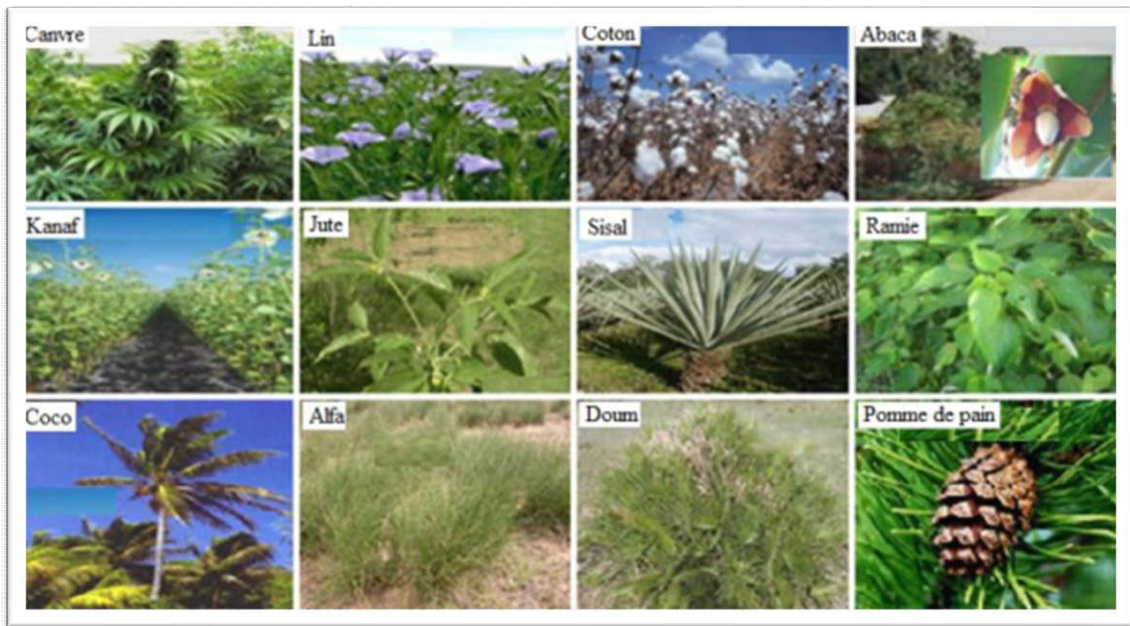 Canvre
Lin
Coton
Abaca
Kanaf
Jute
Sisal
Ramie
Coco
Alfa
Doum
Pomme de pain